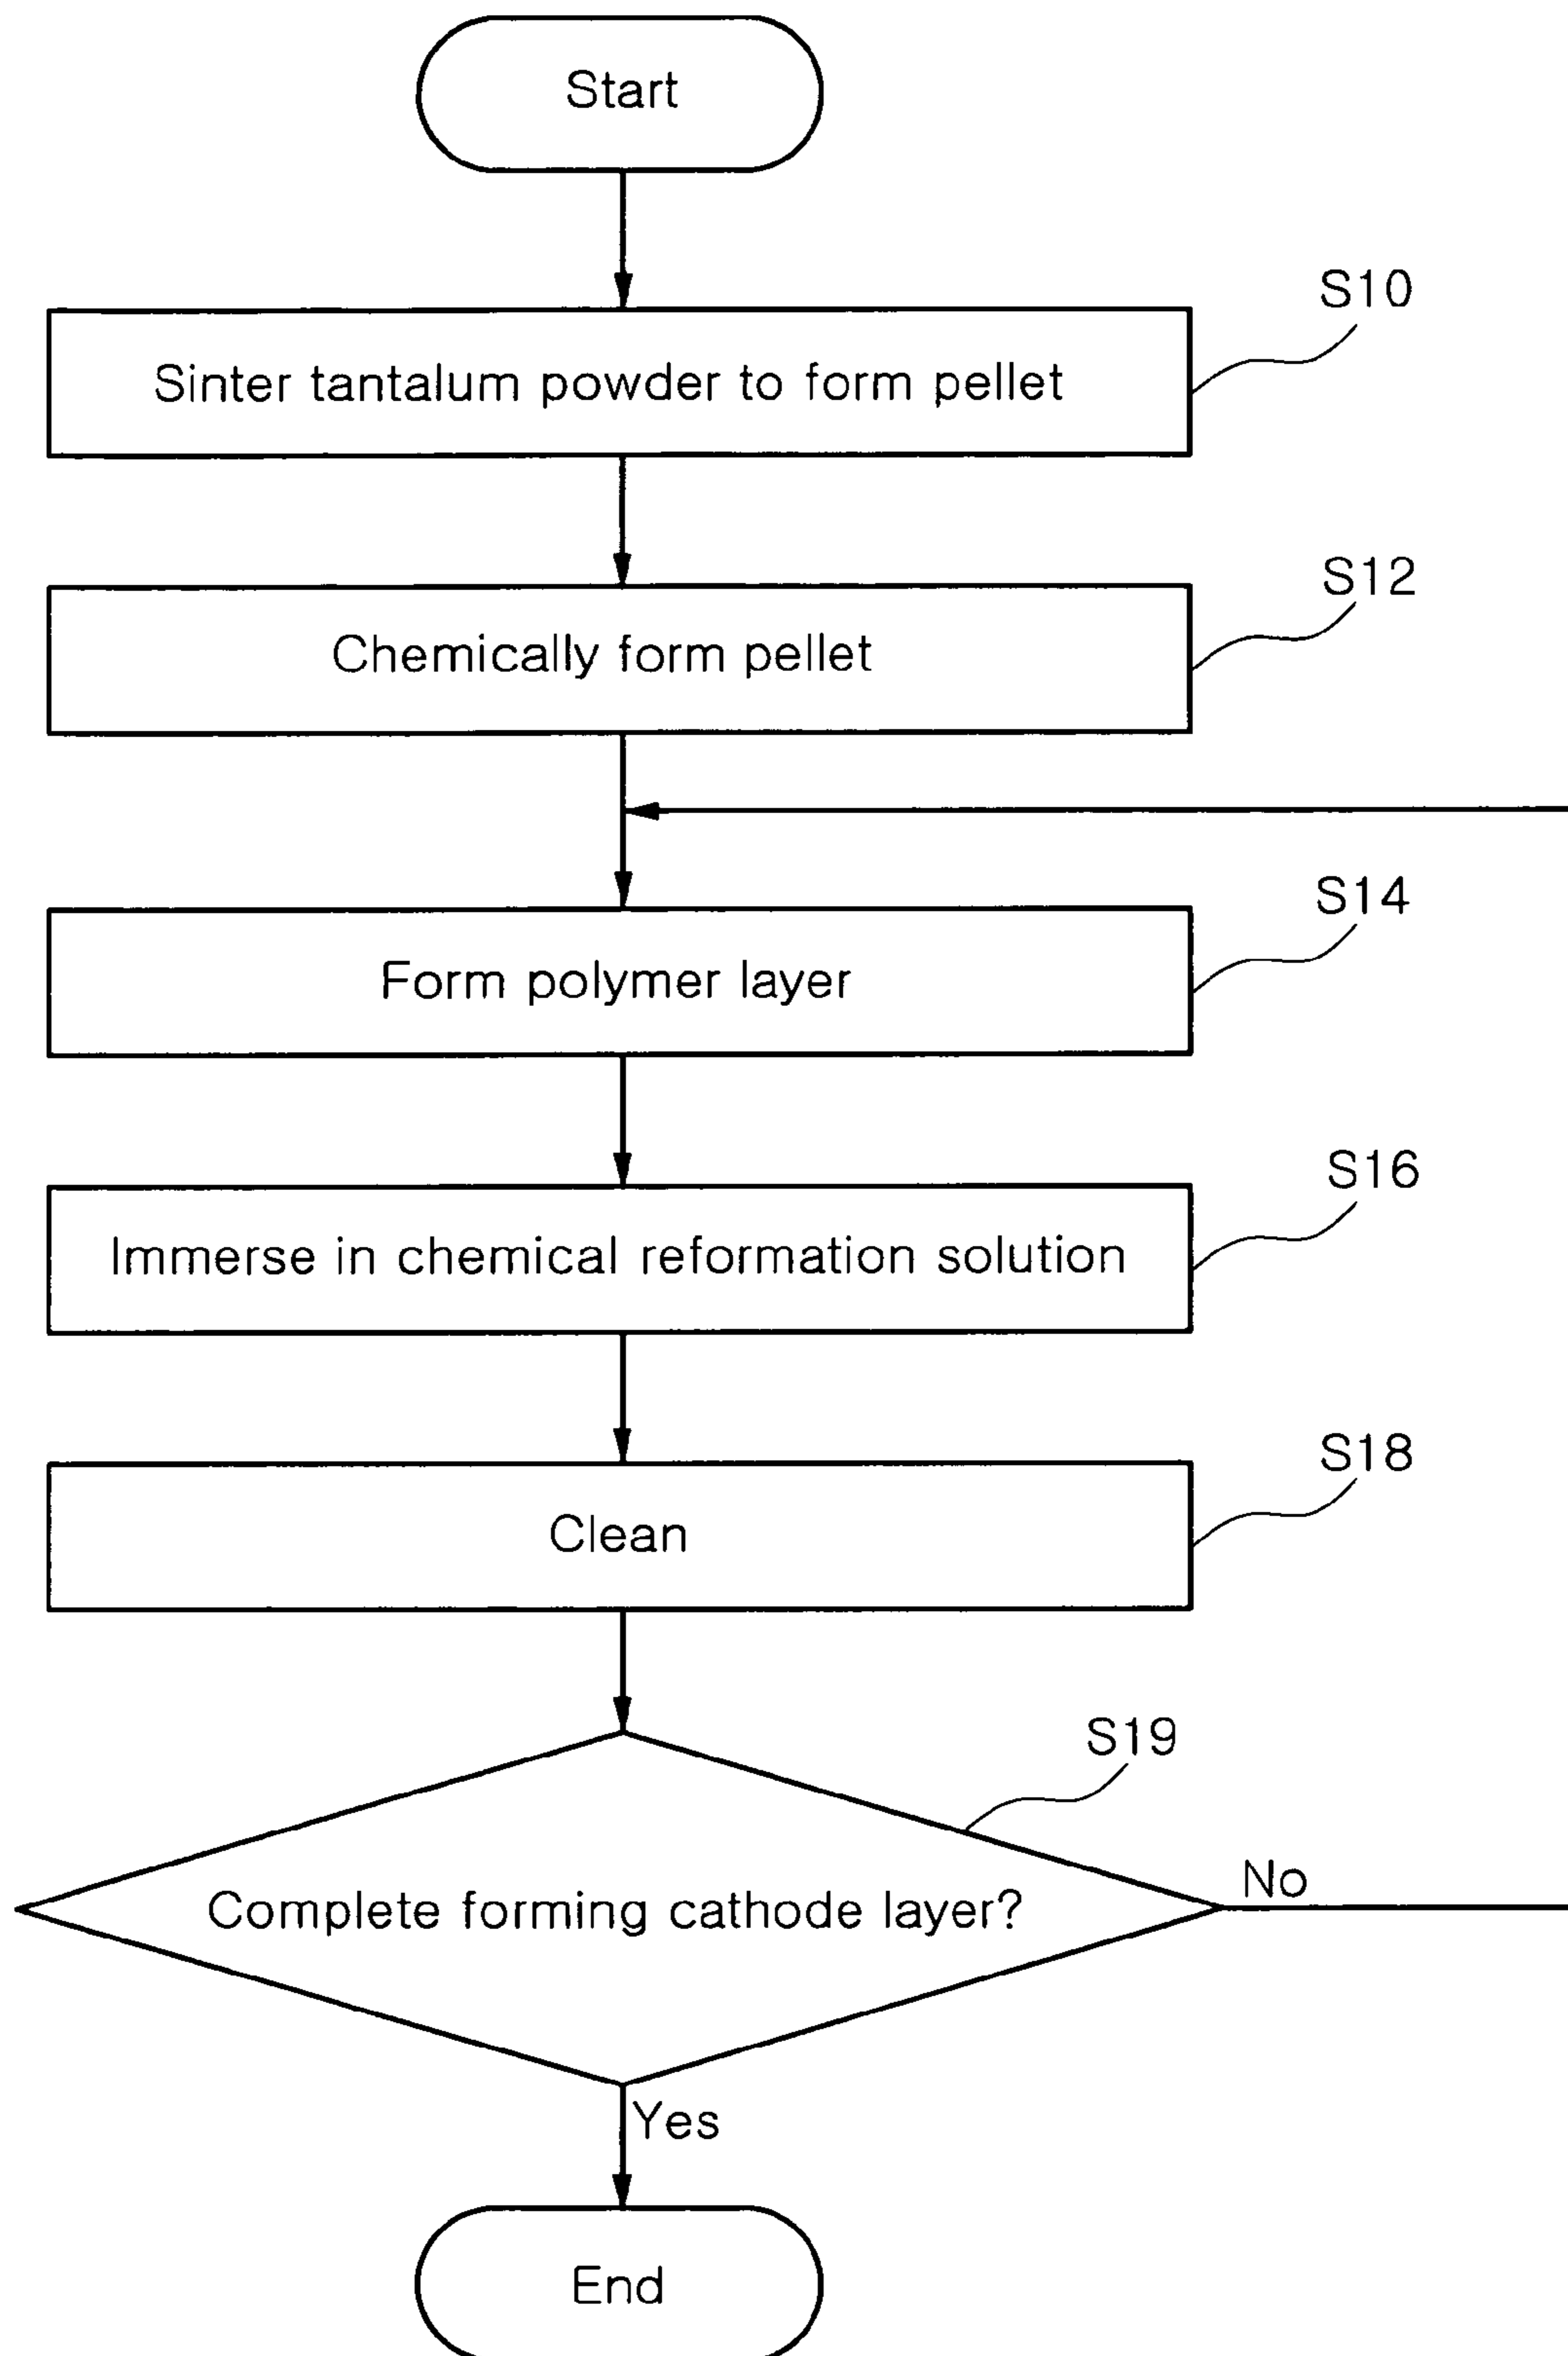 Start
S10
Sinter tantalum powder to form pellet
S12
Chemically form pellet
S14
Form polymer layer
S16
Immerse in chemical reformation solution
S18
Clean
S19
No
Complete forming cathode layer?
Yes
End